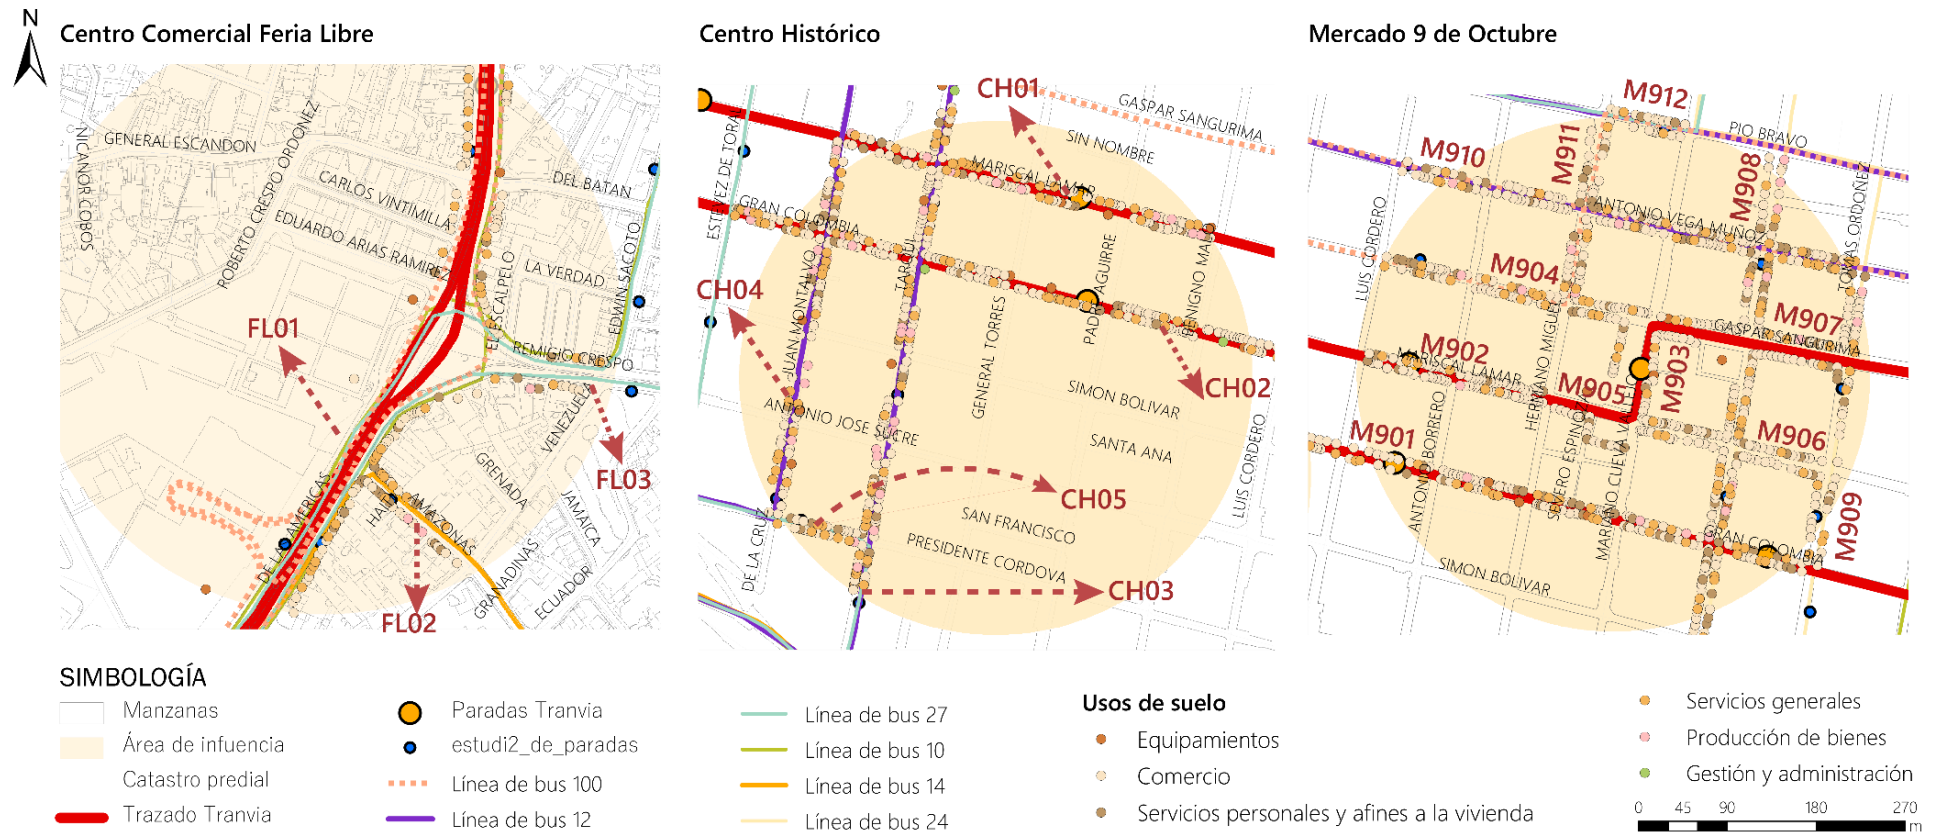 N
Centro Comercial Feria Libre
Centro Histórico
Mercado 9 de Octubre
NICANOR COBOS
GENERAL ESCANDON
ROBERTO CRESPO ORDONEZ
CARLOS VINTIMILLA
EDUARDO ARIAS RAMIREZ
DEL BATAN
LA VERDAD
EL ESCALPELO
EDWIN SACOTO
REMIGIO CRESPO
VENEZUELA
GRENADA
JAMAICA
AMAZONAS
GRANADINAS
ECUADOR
DE LAS AMERICAS
FL01
FL02
FL03
CH01
GASPAR SANGURIMA
SIN NOMBRE
MARISCAL LAMAR
ESTEVEZ DE TORAL
GRAN COLOMBIA
TARQUI
JUAN MONTALVO
GENERAL TORRES
PADRE AGUIRRE
BENIGNO MALO
CH04
CH02
SIMON BOLIVAR
ANTONIO JOSE SUCRE
SANTA ANA
LUIS CORDERO
CH05
SAN FRANCISCO
PRESIDENTE CORDOVA
DE LA CRUZ
CH03
M912
PIO BRAVO
M910
M911
M908
ANTONIO VEGA MUÑOZ
TOMAS ORDOÑEZ
LUIS CORDERO
M904
M907
GASPAR SANGURIMA
HERMANO MIGUEL
M902
MARISCAL LAMAR
M905
M903
M901
ANTONIO BORRERO
MARIANO CUEVA VALLEJO
M906
M909
GRAN COLOMBIA
SIMON BOLIVAR
SIMBOLOGÍA
Manzanas
Área de infuencia
Catastro predial
Trazado Tranvia
Paradas Tranvia
estudi2_de_paradas
Línea de bus 100
Línea de bus 12
Línea de bus 27
Línea de bus 10
Línea de bus 14
Línea de bus 24
Usos de suelo
Equipamientos
Comercio
Servicios personales y afines a la vivienda
Servicios generales
Producción de bienes
Gestión y administración
0 45 90 180 270
m